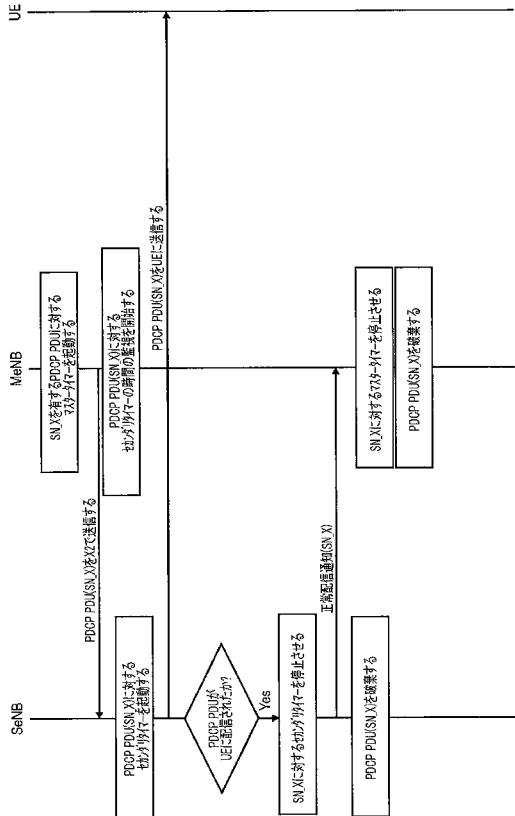 SeNB
MeNB
UE
SN_Xを有するPDCP PDUに対する
マスタータイマーを起動する
PDCP PDU(SN_X)をX2で送信する
PDCP PDU(SN_X)に対する
セカンダリタイマーを起動する
PDCP PDU(SN_X)に対する
セカンダリタイマーの時間の監視を開始する
PDCP PDU(SN_X)をUEに送信する
PDCP PDUが
UEに配信されたか?
Yes
SN_Xに対するセカンダリタイマーを停止させる
正常配信通知(SN_X)
PDCP PDU(SN_X)を破棄する
SN_Xに対するマスタータイマーを停止させる
PDCP PDU(SN_X)を破棄する